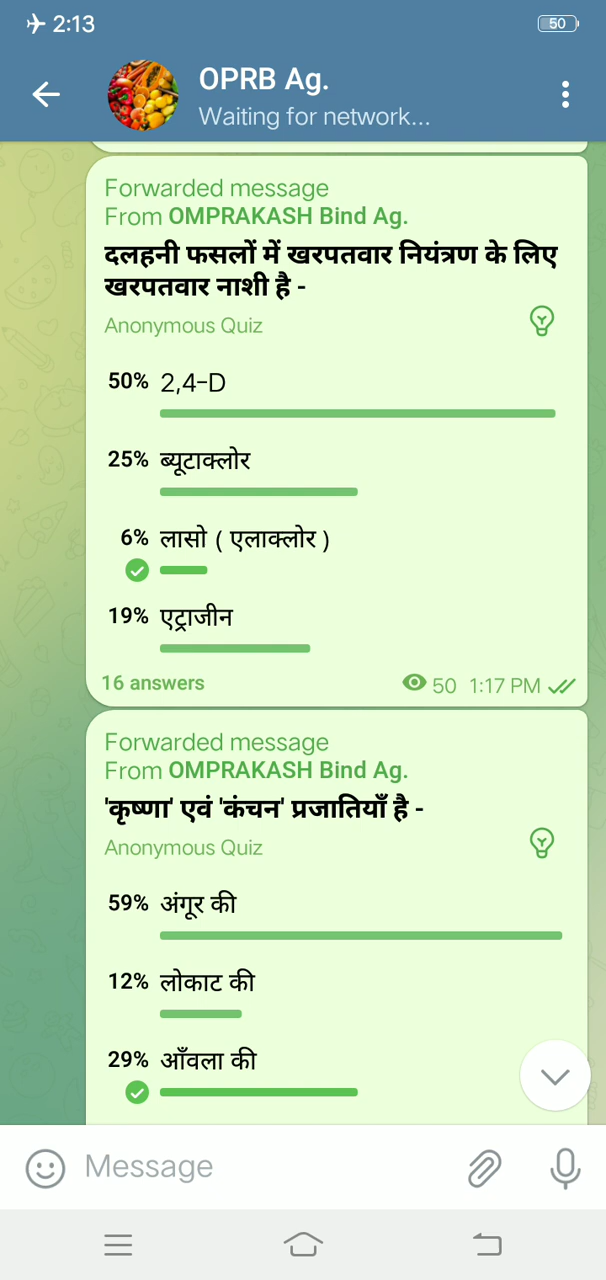 2:13
50
OPRB Ag.
Waiting for network...
Forwarded message
From OMPRAKASH Bind Ag.
दलहनी फसलों में खरपतवार नियंत्रण के लिए
खरपतवार नाशी है -
Anonymous Quiz
50% 2,4-D
25% ब्यूटाक्लोर
6% लासो ( एलाक्लोर )
19% एट्राजीन
16 answers 50 1:17 PM
Forwarded message
From OMPRAKASH Bind Ag.
'कृष्णा' एवं 'कंचन' प्रजातियाँ है -
Anonymous Quiz
59% अंगूर की
12% लोकाट की
29% आँवला की
Message